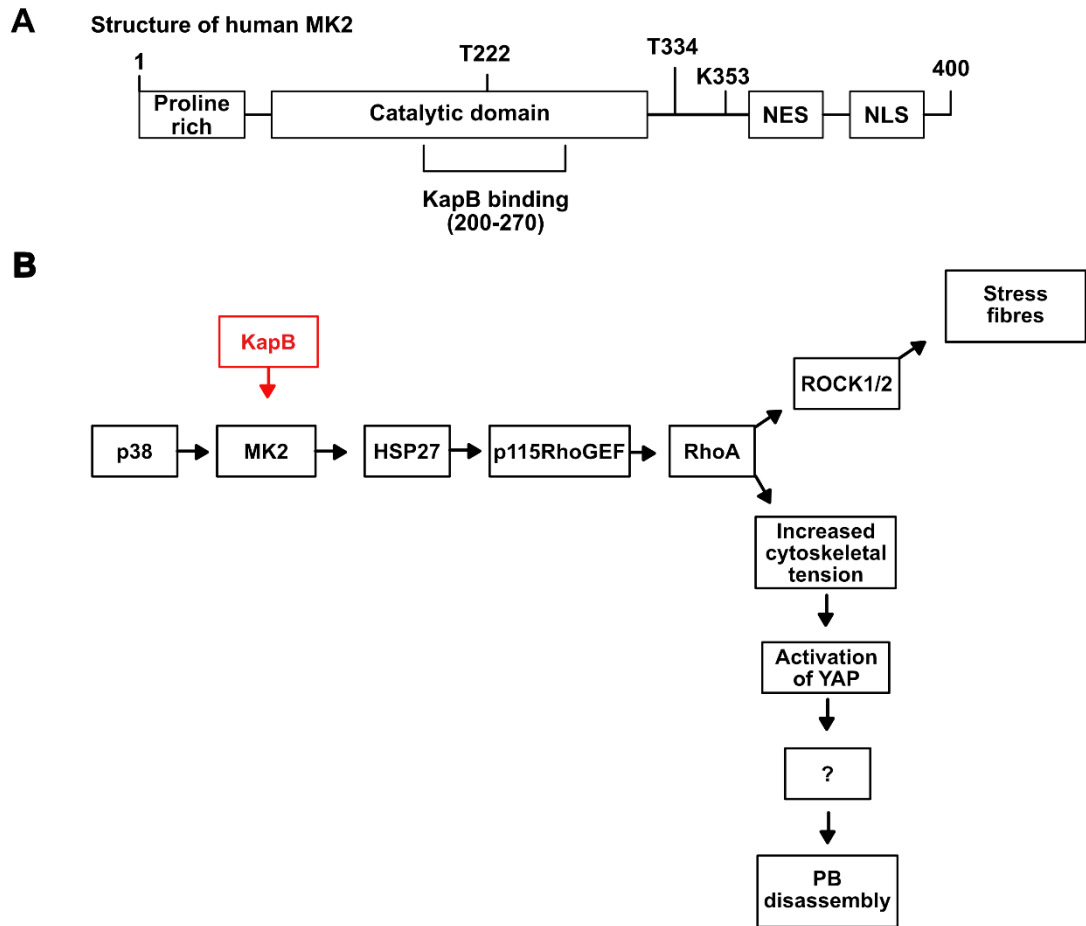 A
Structure of human MK2
1
T222
T334
K353
400
Proline
rich
Catalytic domain
NES
NLS
KapB binding
(200-270)
B
Stress
fibres
KapB
ROCK1/2
p38
MK2
HSP27
p115RhoGEF
RhoA
Increased
cytoskeletal
tension
Activation
of YAP
?
PB
disassembly